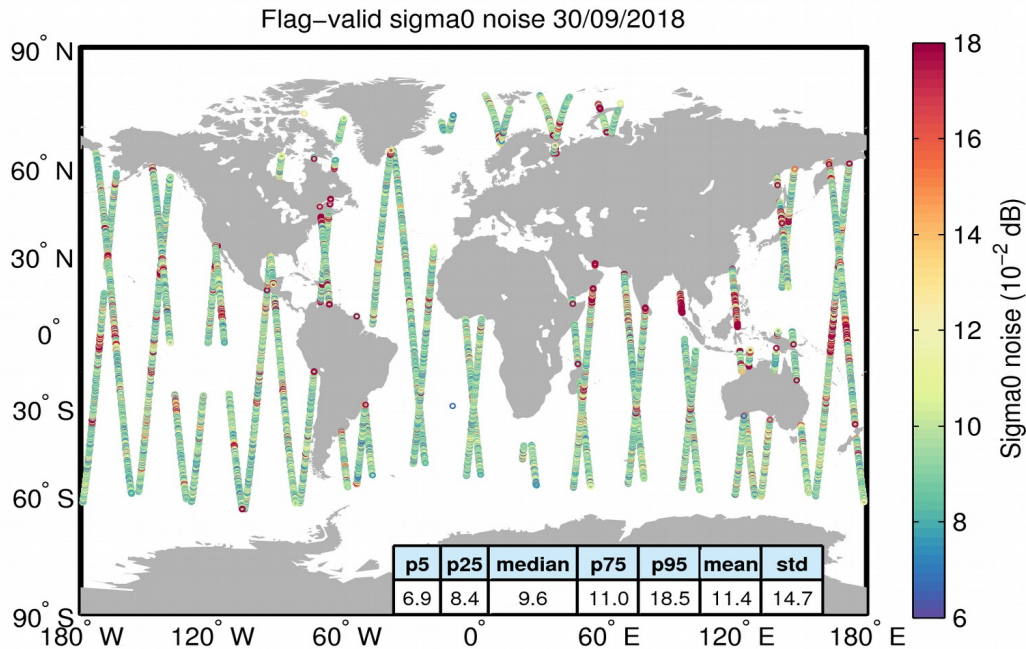 Flag−valid sigma0 noise 30/09/2018
90° N
60° N
30° N
0°
30° S
60° S
90° S
180° W
120° W
60° W
0°
60° E
120° E
180° E
p5 p25 median p75 p95 mean std
6.9 8.4 9.6 11.0 18.5 11.4 14.7
18
16
14
12
10
8
6
Sigma0 noise (10⁻² dB)